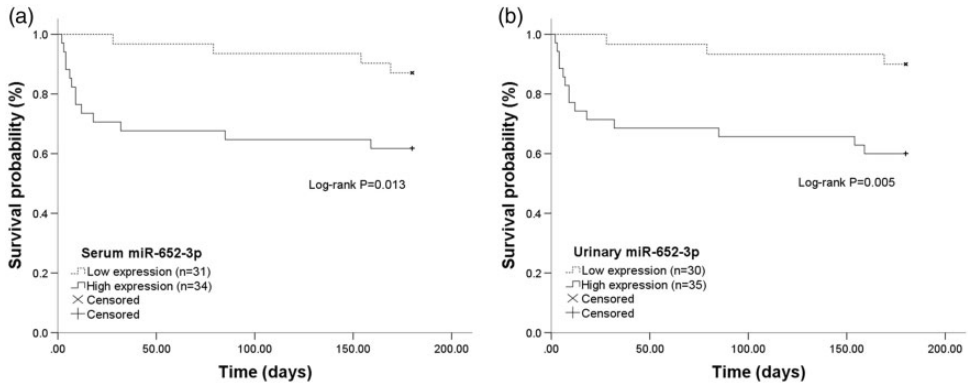 (a)
Survival probability (%)
1.0
0.8
0.6
0.4
0.2
0.0
Log-rank P=0.013
Serum miR-652-3p
Low expression (n=31)
High expression (n=34)
Censored
Censored
.00
50.00
100.00
150.00
200.00
Time (days)
(b)
Survival probability (%)
1.0
0.8
0.6
0.4
0.2
0.0
Log-rank P=0.005
Urinary miR-652-3p
Low expression (n=30)
High expression (n=35)
Censored
Censored
.00
50.00
100.00
150.00
200.00
Time (days)